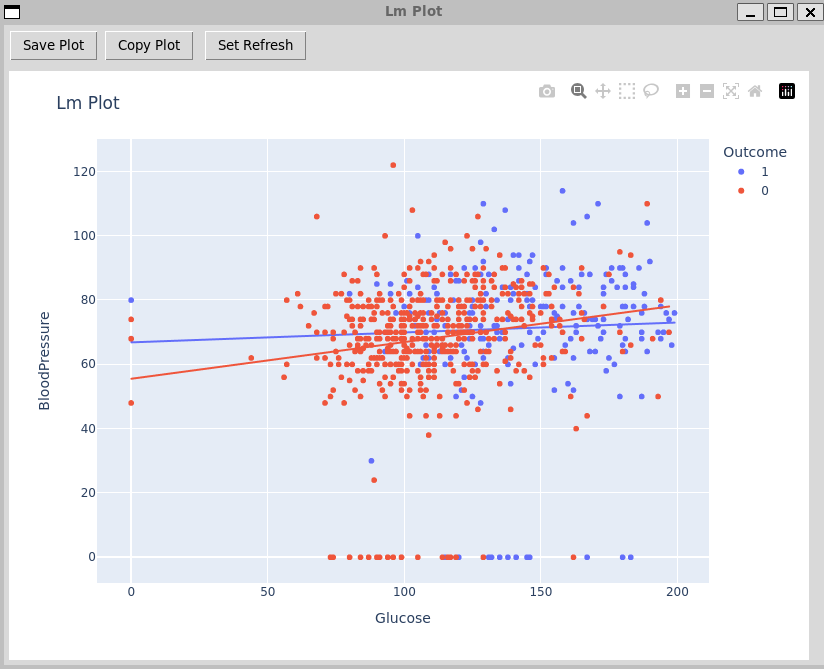 Lm Plot
Save Plot
Copy Plot
Set Refresh
Lm Plot
Outcome
1
0
120
100
80
60
40
20
0
BloodPressure
0
50
100
150
200
Glucose